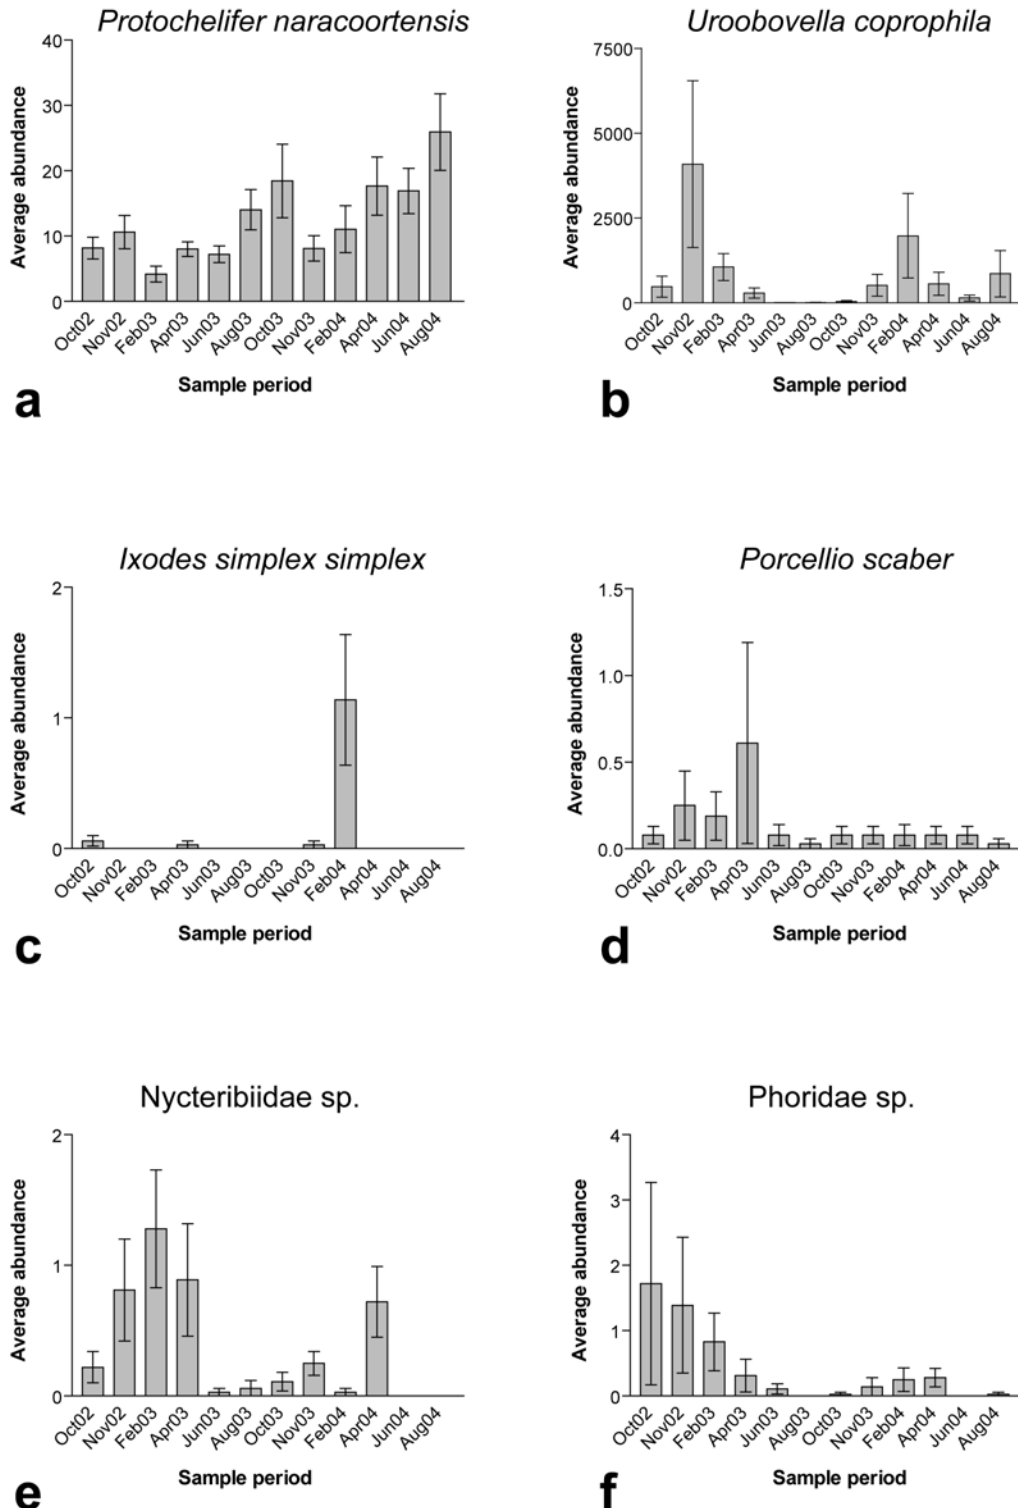 Protochelifer naracoortensis
Average abundance
40
30
20
10
0
Oct02 Nov02 Feb03 Apr03 Jun03 Aug03 Oct03 Nov03 Feb04 Apr04 Jun04 Aug04
Sample period
a
Uroobovella coprophila
Average abundance
7500
5000
2500
0
Oct02 Nov02 Feb03 Apr03 Jun03 Aug03 Oct03 Nov03 Feb04 Apr04 Jun04 Aug04
Sample period
b
Ixodes simplex simplex
Average abundance
2
1
0
Oct02 Nov02 Feb03 Apr03 Jun03 Aug03 Oct03 Nov03 Feb04 Apr04 Jun04 Aug04
Sample period
c
Porcellio scaber
Average abundance
1.5
1.0
0.5
0.0
Oct02 Nov02 Feb03 Apr03 Jun03 Aug03 Oct03 Nov03 Feb04 Apr04 Jun04 Aug04
Sample period
d
Nycteribiidae sp.
Average abundance
2
1
0
Oct02 Nov02 Feb03 Apr03 Jun03 Aug03 Oct03 Nov03 Feb04 Apr04 Jun04 Aug04
Sample period
e
Phoridae sp.
Average abundance
4
3
2
1
0
Oct02 Nov02 Feb03 Apr03 Jun03 Aug03 Oct03 Nov03 Feb04 Apr04 Jun04 Aug04
Sample period
f